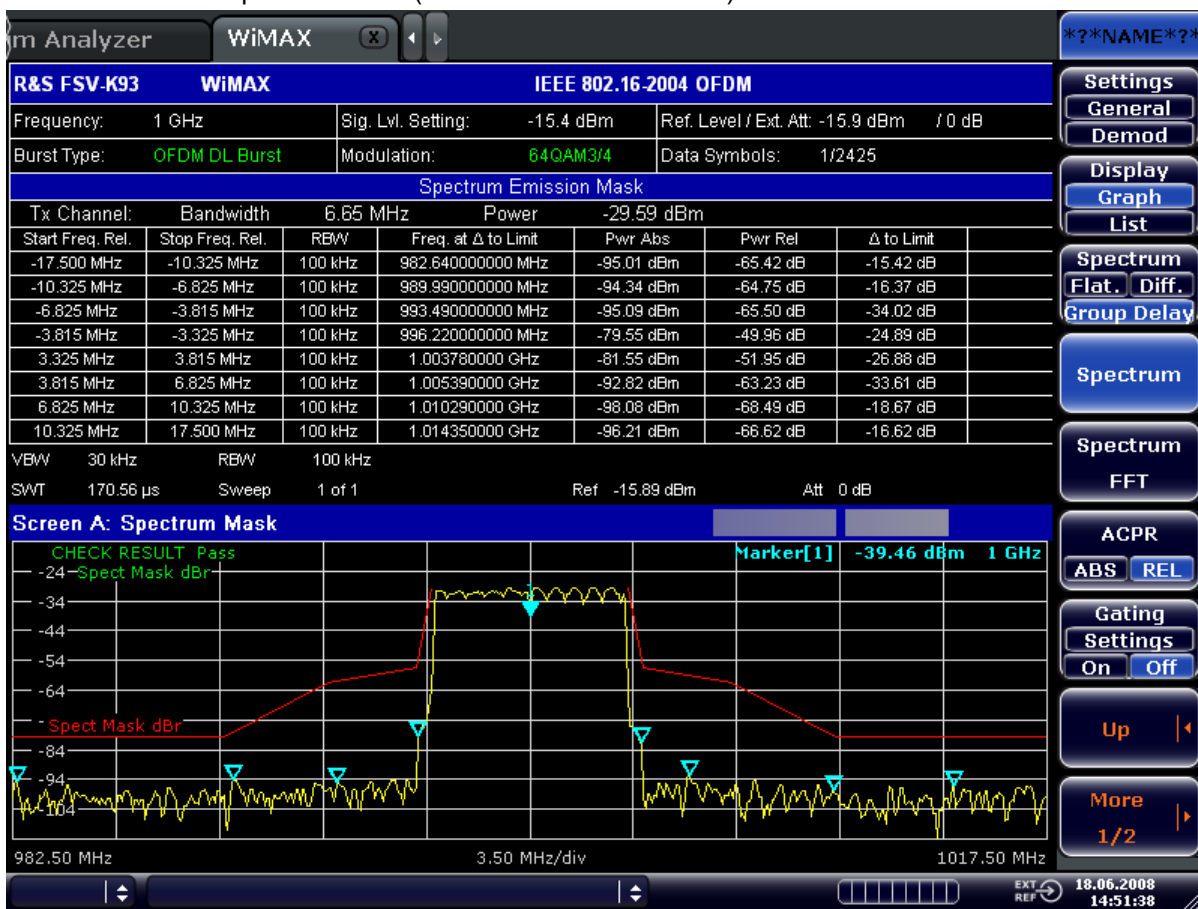 m Analyzer WiMAX X
*?*NAME*?*
R&S FSV-K93 WiMAX IEEE 802.16-2004 OFDM
Frequency: 1 GHz Sig. Lvl. Setting: -15.4 dBm Ref. Level / Ext. Att: -15.9 dBm / 0 dB
Burst Type: OFDM DL Burst Modulation: 64QAM3/4 Data Symbols: 1/2425
Spectrum Emission Mask
Tx Channel: Bandwidth 6.65 MHz Power -29.59 dBm
Start Freq. Rel. Stop Freq. Rel. RBW Freq. at Δ to Limit Pwr Abs Pwr Rel Δ to Limit
-17.500 MHz -10.325 MHz 100 kHz 982.640000000 MHz -95.01 dBm -65.42 dB -15.42 dB
-10.325 MHz -6.825 MHz 100 kHz 989.990000000 MHz -94.34 dBm -64.75 dB -16.37 dB
-6.825 MHz -3.815 MHz 100 kHz 993.490000000 MHz -95.09 dBm -65.50 dB -34.02 dB
-3.815 MHz -3.325 MHz 100 kHz 996.220000000 MHz -79.55 dBm -49.96 dB -24.89 dB
3.325 MHz 3.815 MHz 100 kHz 1.003780000 GHz -81.55 dBm -51.95 dB -26.88 dB
3.815 MHz 6.825 MHz 100 kHz 1.005390000 GHz -92.82 dBm -63.23 dB -33.61 dB
6.825 MHz 10.325 MHz 100 kHz 1.010290000 GHz -98.08 dBm -68.49 dB -18.67 dB
10.325 MHz 17.500 MHz 100 kHz 1.014350000 GHz -96.21 dBm -66.62 dB -16.62 dB
VBW 30 kHz RBW 100 kHz
SWT 170.56 µs Sweep 1 of 1 Ref -15.89 dBm Att 0 dB
Screen A: Spectrum Mask
CHECK RESULT Pass
Marker[1] -39.46 dBm 1 GHz
-24 Spect Mask dBr
-34
-44
-54
-64
Spect Mask dBr
-84
-94
-104
982.50 MHz 3.50 MHz/div 1017.50 MHz
Settings
General
Demod
Display
Graph
List
Spectrum
Flat. Diff.
Group Delay
Spectrum
Spectrum
FFT
ACPR
ABS REL
Gating
Settings
On Off
Up
More
1/2
EXT REF
18.06.2008
14:51:38